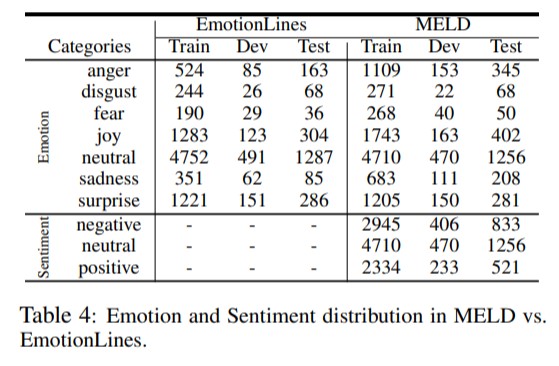 EmotionLines MELD
Categories Train Dev Test Train Dev Test
Emotion
anger 524 85 163 1109 153 345
disgust 244 26 68 271 22 68
fear 190 29 36 268 40 50
joy 1283 123 304 1743 163 402
neutral 4752 491 1287 4710 470 1256
sadness 351 62 85 683 111 208
surprise 1221 151 286 1205 150 281
Sentiment
negative - - - 2945 406 833
neutral - - - 4710 470 1256
positive - - - 2334 233 521
Table 4: Emotion and Sentiment distribution in MELD vs.
EmotionLines.